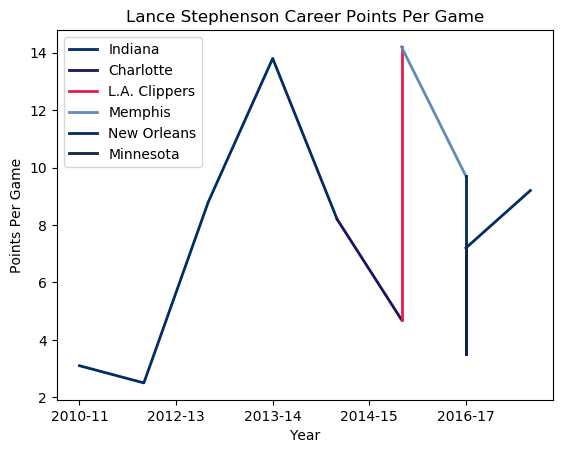 Lance Stephenson Career Points Per Game
Indiana
Charlotte
L.A. Clippers
Memphis
New Orleans
Minnesota
Points Per Game
14
12
10
8
6
4
2
2010-11 2012-13 2013-14 2014-15 2016-17
Year